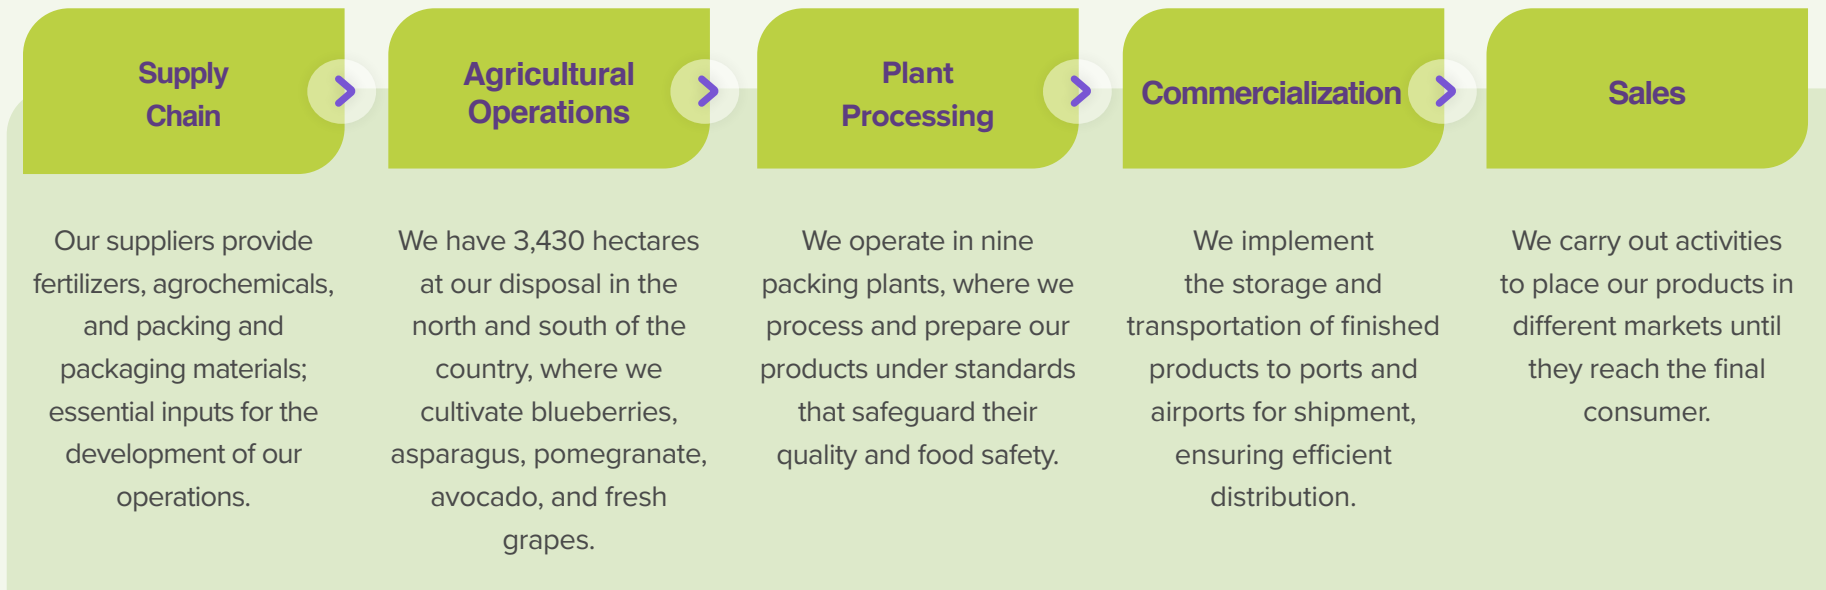 Supply
Chain
Our suppliers provide
fertilizers, agrochemicals,
and packing and
packaging materials;
essential inputs for the
development of our
operations.
Agricultural
Operations
We have 3,430 hectares
at our disposal in the
north and south of the
country, where we
cultivate blueberries,
asparagus, pomegranate,
avocado, and fresh
grapes.
Plant
Processing
We operate in nine
packing plants, where we
process and prepare our
products under standards
that safeguard their
quality and food safety.
Commercialization
We implement
the storage and
transportation of finished
products to ports and
airports for shipment,
ensuring efficient
distribution.
Sales
We carry out activities
to place our products in
different markets until
they reach the final
consumer.